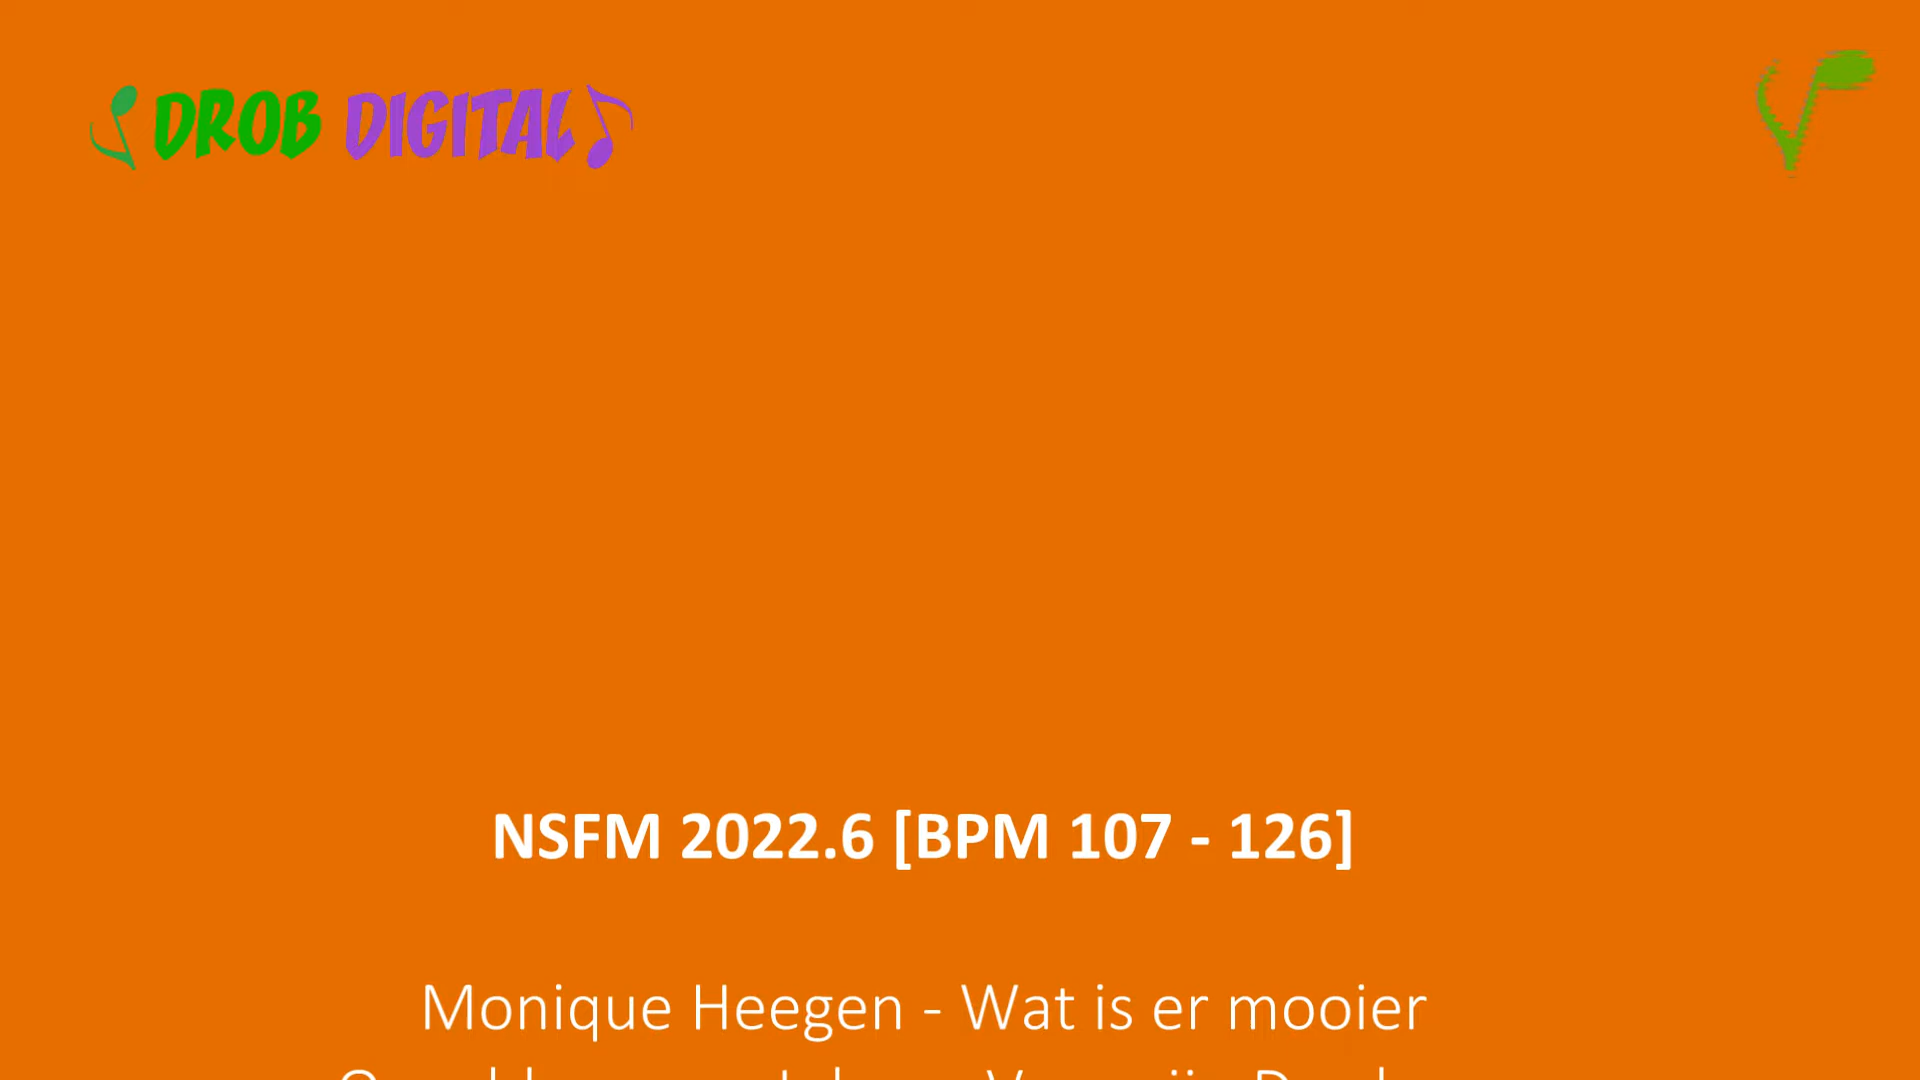 DROB DIGITAL
NSFM 2022.6 [BPM 107 - 126]
Monique Heegen - Wat is er mooier